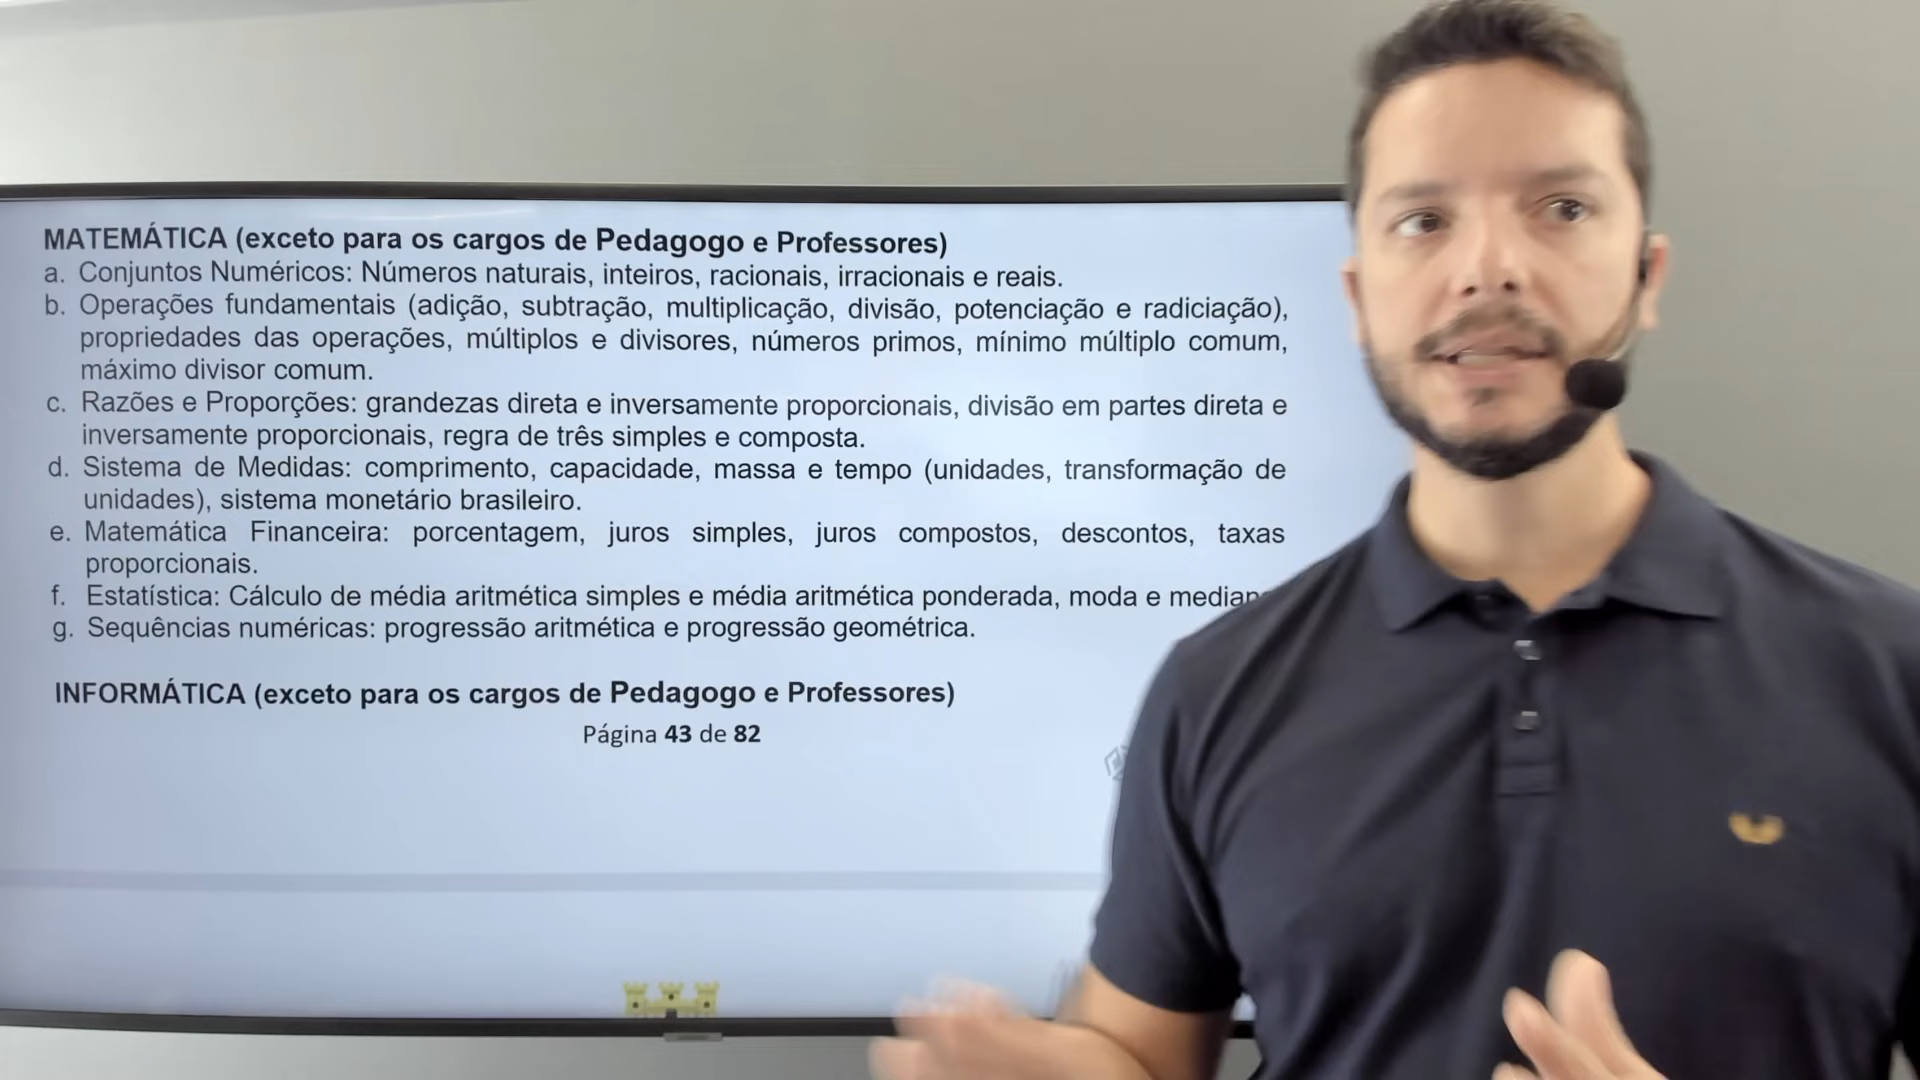 MATEMÁTICA (exceto para os cargos de Pedagogo e Professores)
a. Conjuntos Numéricos: Números naturais, inteiros, racionais, irracionais e reais.
b. Operações fundamentais (adição, subtração, multiplicação, divisão, potenciação e radiciação),
propriedades das operações, múltiplos e divisores, números primos, mínimo múltiplo comum,
máximo divisor comum.
c. Razões e Proporções: grandezas direta e inversamente proporcionais, divisão em partes direta e
inversamente proporcionais, regra de três simples e composta.
d. Sistema de Medidas: comprimento, capacidade, massa e tempo (unidades, transformação de
unidades), sistema monetário brasileiro.
e. Matemática Financeira: porcentagem, juros simples, juros compostos, descontos, taxas
proporcionais.
f. Estatística: Cálculo de média aritmética simples e média aritmética ponderada, moda e
g. Sequências numéricas: progressão aritmética e progressão geométrica.
INFORMÁTICA (exceto para os cargos de Pedagogo e Professores)
Página 43 de 82